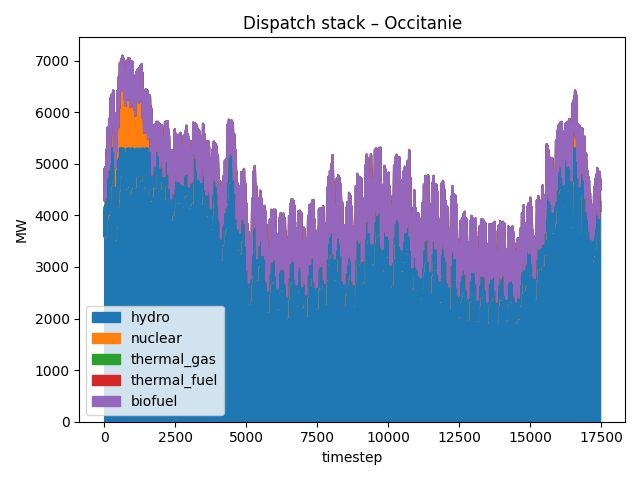 Dispatch stack – Occitanie
MW
7000
6000
5000
4000
3000
2000
1000
0
hydro
nuclear
thermal_gas
thermal_fuel
biofuel
0 2500 5000 7500 10000 12500 15000 17500
timestep